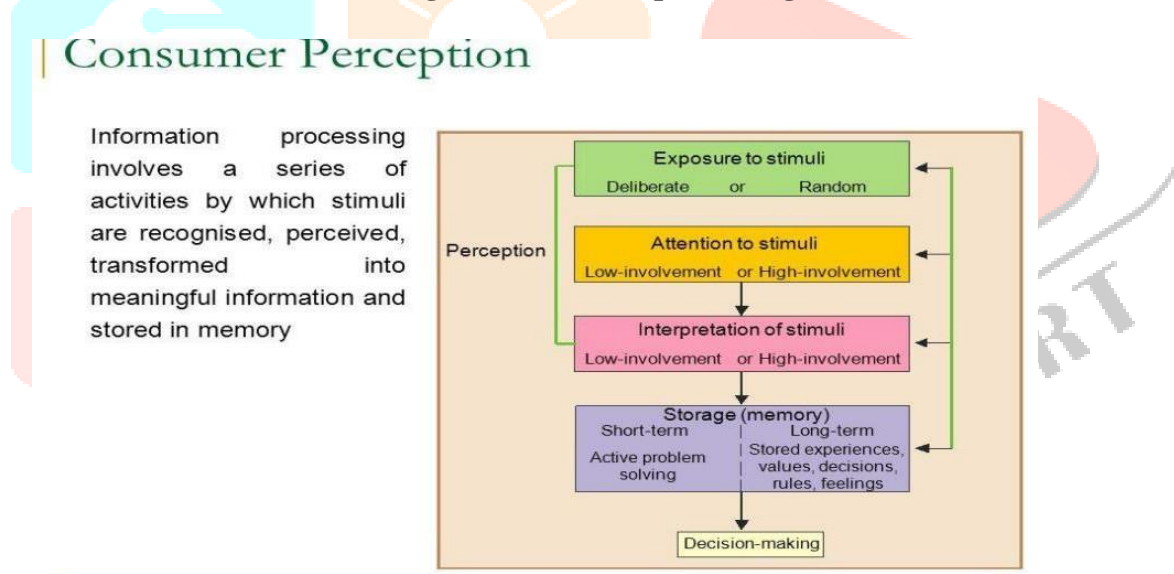 Consumer Perception
Information processing
involves a series of
activities by which stimuli
are recognised, perceived,
transformed into
meaningful information and
stored in memory
Perception
Exposure to stimuli
Deliberate or Random
Attention to stimuli
Low-involvement or High-involvement
Interpretation of stimuli
Low-involvement or High-involvement
Storage (memory)
Short-term
Active problem
solving
Long-term
Stored experiences,
values, decisions,
rules, feelings
Decision-making